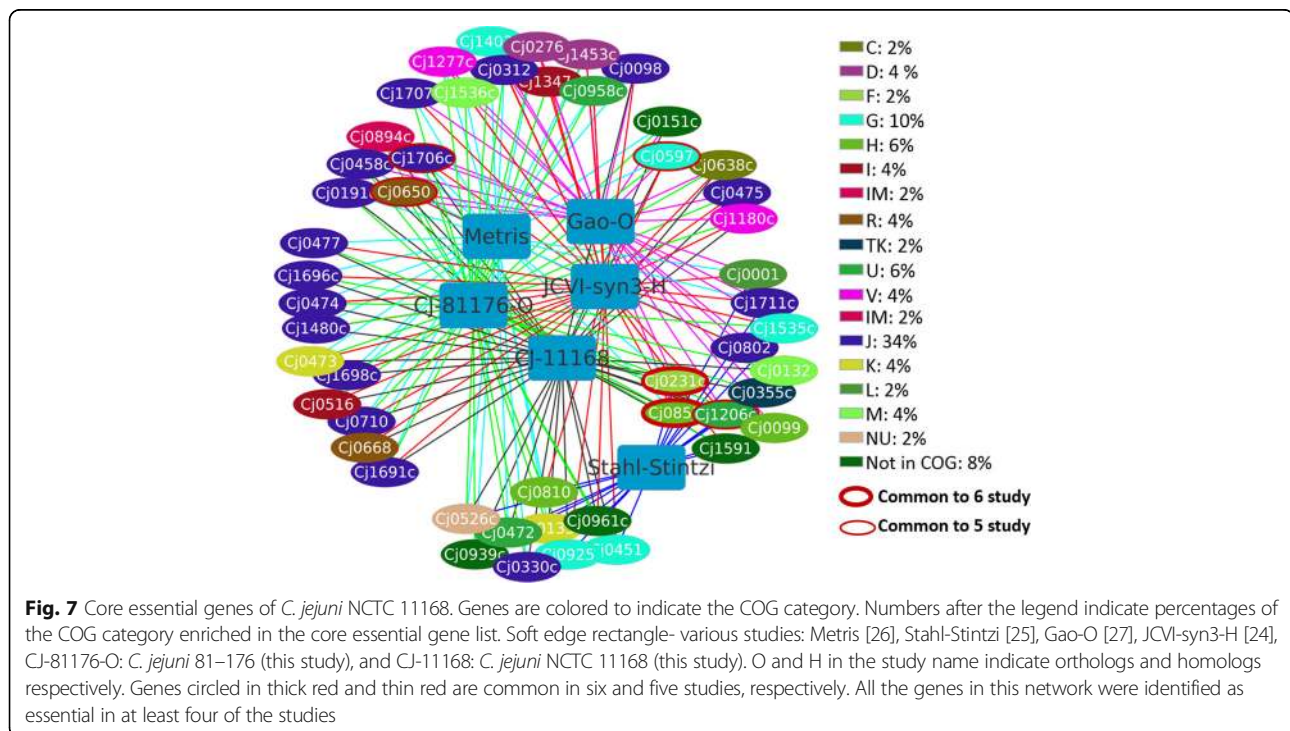 Cj1277c
Cj0276
Cj1453c
Cj0312
Cj1347
Cj0098
Cj1707
Cj1536c
Cj0958c
Cj0151c
Cj0894c
Cj0458c
Cj1706c
Cj0597
Cj0638c
Cj0191
Cj0650
Cj0475
Cj1180c
Metris
Gao-O
Cj0477
Cj1696c
Cj0474
Cj1480c
CJ-81176-O
JCVI-syn3-H
Cj0001
Cj1711c
Cj1535c
Cj0802
CJ-11168
Cj0473
Cj1698c
Cj0132
Cj0231c
Cj0355c
Cj0516
Cj0710
Cj085
Cj1206c
Cj0099
Cj0668
Cj1691c
Cj1591
Stahl-Stintzi
Cj0810
Cj0526c
Cj0472
Cj0961c
Cj0939c
Cj0330c
Cj0925
Cj0451
C: 2%
D: 4 %
F: 2%
G: 10%
H: 6%
I: 4%
IM: 2%
R: 4%
TK: 2%
U: 6%
V: 4%
IM: 2%
J: 34%
K: 4%
L: 2%
M: 4%
NU: 2%
Not in COG: 8%
Common to 6 study
Common to 5 study
Fig. 7 Core essential genes of C. jejuni NCTC 11168. Genes are colored to indicate the COG category. Numbers after the legend indicate percentages of
the COG category enriched in the core essential gene list. Soft edge rectangle- various studies: Metris [26], Stahl-Stintzi [25], Gao-O [27], JCVI-syn3-H [24],
CJ-81176-O: C. jejuni 81–176 (this study), and CJ-11168: C. jejuni NCTC 11168 (this study). O and H in the study name indicate orthologs and homologs
respectively. Genes circled in thick red and thin red are common in six and five studies, respectively. All the genes in this network were identified as
essential in at least four of the studies